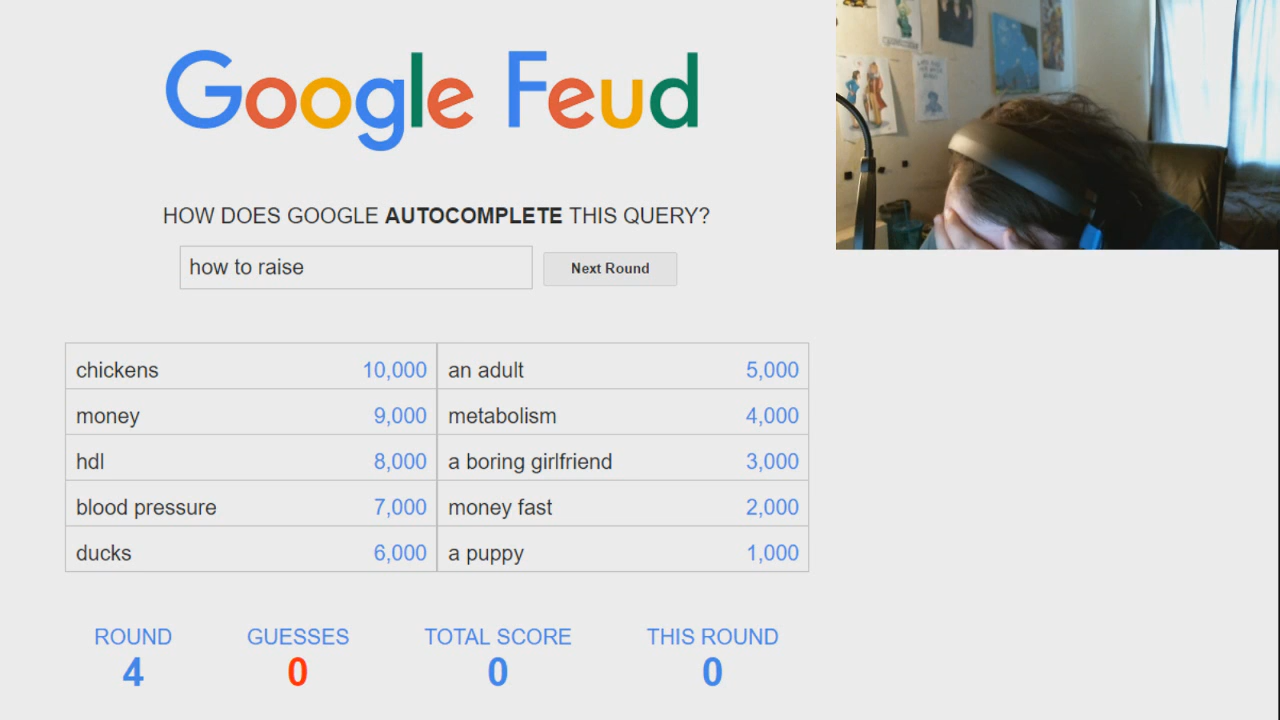 Google Feud
HOW DOES GOOGLE AUTOCOMPLETE THIS QUERY?
how to raise
Next Round
chickens 10,000
money 9,000
hdl 8,000
blood pressure 7,000
ducks 6,000
an adult 5,000
metabolism 4,000
a boring girlfriend 3,000
money fast 2,000
a puppy 1,000
ROUND GUESSES TOTAL SCORE THIS ROUND
4 0 0 0